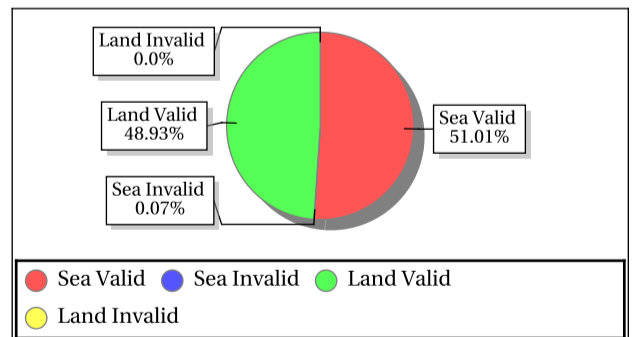 Land Invalid
0.0%
Land Valid
48.93%
Sea Invalid
0.07%
Sea Valid
51.01%
Sea Valid Sea Invalid Land Valid
Land Invalid